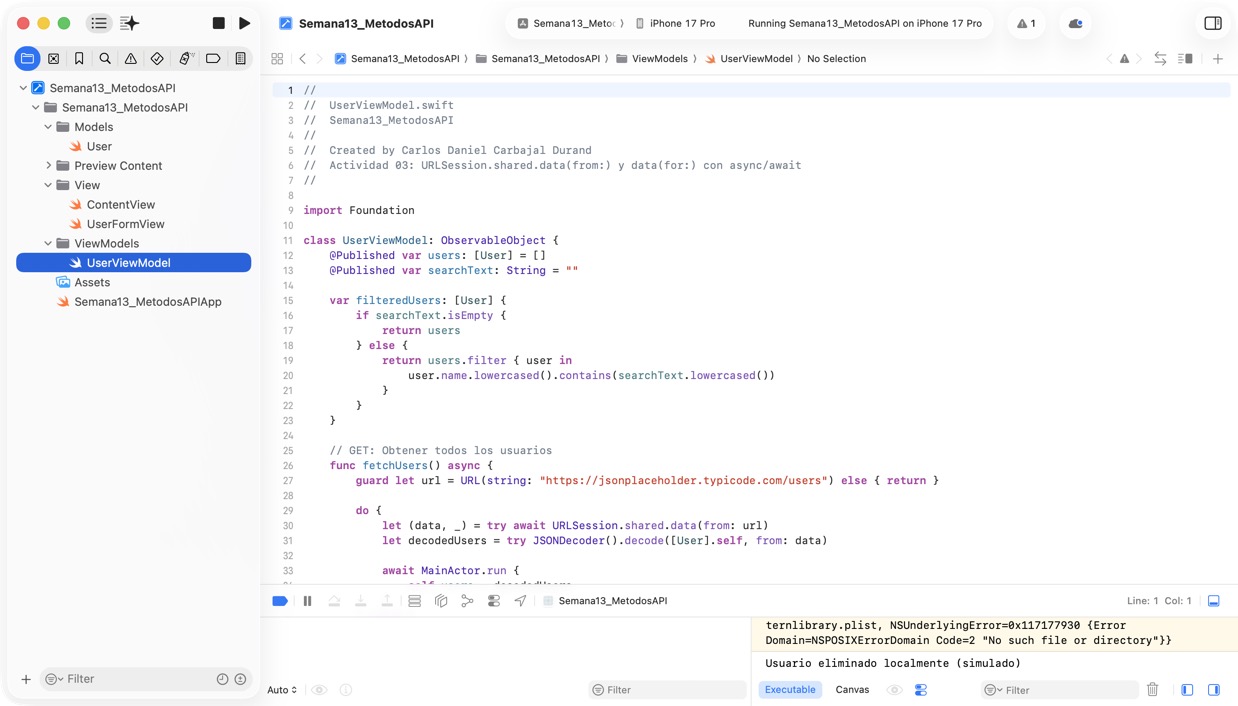 Semana13_MetodosAPI
Semana13_Metoc
iPhone 17 Pro
Running Semana13_MetodosAPI on iPhone 17 Pro
1
Semana13_MetodosAPI
Semana13_MetodosAPI
ViewModels
UserViewModel
No Selection
Semana13_MetodosAPI
Semana13_MetodosAPI
Models
User
Preview Content
View
ContentView
UserFormView
ViewModels
UserViewModel
Assets
Semana13_MetodosAPIApp
Filter
1 //
2 //  UserViewModel.swift
3 //  Semana13_MetodosAPI
4 //
5 //  Created by Carlos Daniel Carbajal Durand
6 //  Actividad 03: URLSession.shared.data(from:) y data(for:) con async/await
7 //
8
9 import Foundation
10
11 class UserViewModel: ObservableObject {
12     @Published var users: [User] = []
13     @Published var searchText: String = ""
14
15     var filteredUsers: [User] {
16         if searchText.isEmpty {
17             return users
18         } else {
19             return users.filter { user in
20                 user.name.lowercased().contains(searchText.lowercased())
21             }
22         }
23     }
24
25     // GET: Obtener todos los usuarios
26     func fetchUsers() async {
27         guard let url = URL(string: "https://jsonplaceholder.typicode.com/users") else { return }
28
29         do {
30             let (data, _) = try await URLSession.shared.data(from: url)
31             let decodedUsers = try JSONDecoder().decode([User].self, from: data)
32
33             await MainActor.run {
Semana13_MetodosAPI
Line: 1 Col: 1
ternlibrary.plist, NSUnderlyingError=0x117177930 {Error
Domain=NSPOSIXErrorDomain Code=2 "No such file or directory"}}
Usuario eliminado localmente (simulado)
Auto
Filter
Executable
Canvas
Filter